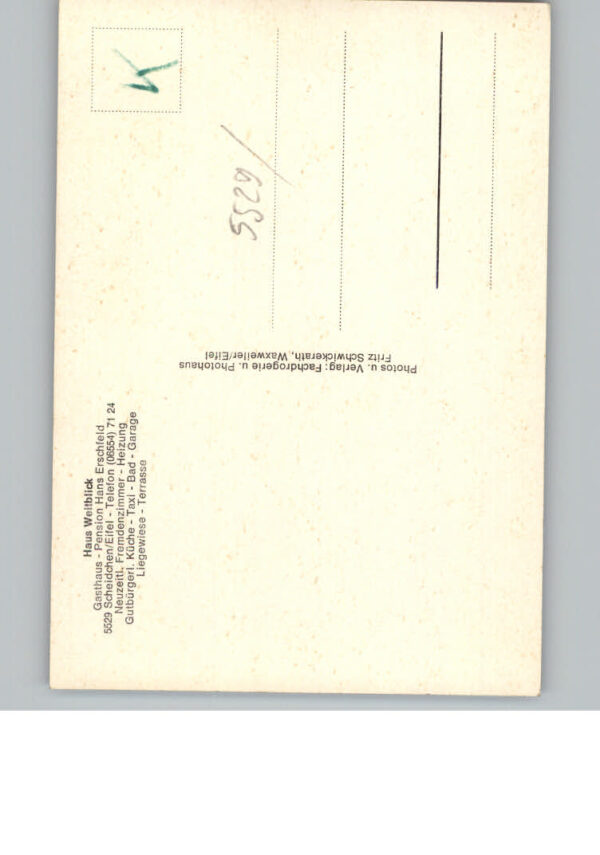 Haus Weitblick
Gasthaus - Pension Hans Erschfeld
5529 Scheidchen/Eifel - Telefon (06554) 71 24
Neuzeitl. Fremdenzimmer - Heizung
Gutbürgerl. Küche - Taxi - Bad - Garage
Liegewiese - Terrasse
Photos u. Verlag: Fachdrogerie u. Photohaus
Fritz Schwickerath, Waxweiler/Eifel
5529/
K